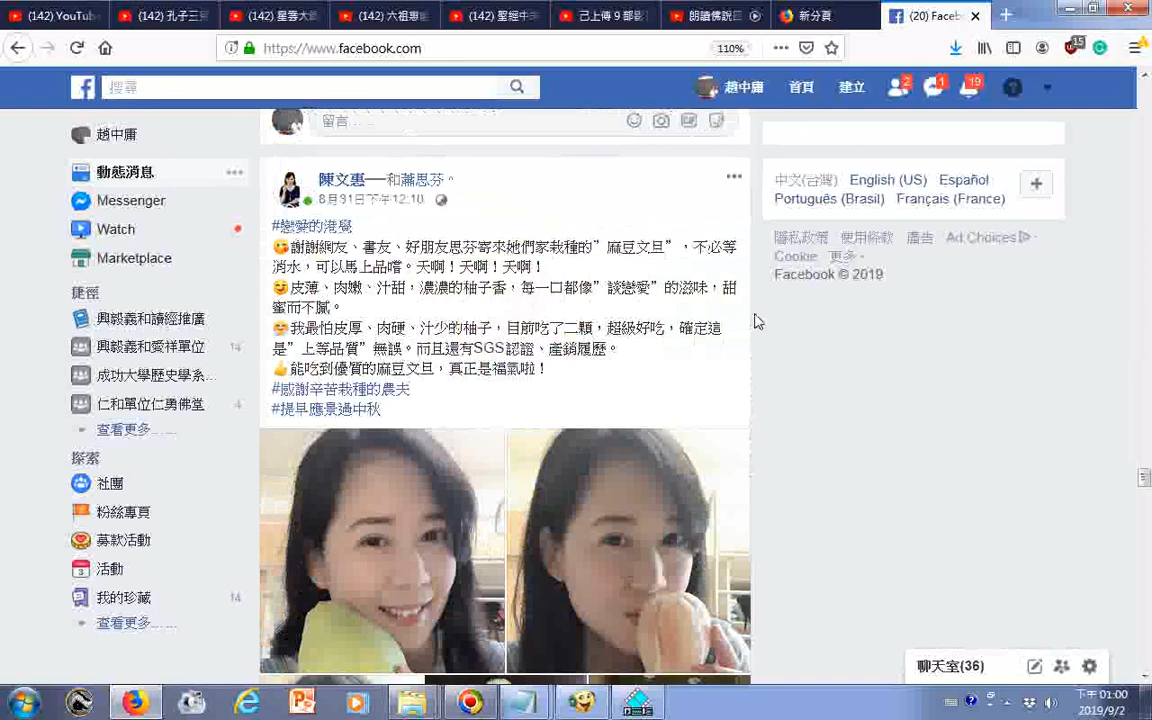 (142) YouTu
(142) 孔子三
(142) 星雲大
(142) 六祖惠
(142) 聖經中
己上傳 9 部影
朗讀佛說
新分頁
(20) Faceb
https://www.facebook.com
110%
15
搜尋
趙中庸
首頁
建立
2
1
19
趙中庸
動態消息
Messenger
Watch
Marketplace
捷徑
興毅義和讀經推廣
興毅義和愛祥單位 14
成功大學歷史學系...
仁和單位仁勇佛堂 4
查看更多......
探索
社團
粉絲專頁
募款活動
活動
3
我的珍藏 14
查看更多......
留言......
陳文惠──和蕭思芬。
8月31日下午12:10
#戀愛的滋覺
謝謝網友、書友、好朋友思芬寄來她們家栽種的”麻豆文旦”，不必等
消水，可以馬上品嚐。天啊！天啊！天啊！
皮薄、肉嫩、汁甜，濃濃的柚子香，每一口都像”談戀愛”的滋味，甜
蜜而不膩。
我最怕皮厚、肉硬、汁少的柚子，目前吃了二顆，超級好吃，確定這
是”上等品質”無誤。而且還有SGS認證、產銷履歷。
能吃到優質的麻豆文旦，真正是福氣啦！
#感謝辛苦栽種的農夫
#提早應景過中秋
中文(台灣) English (US) Español
Português (Brasil) Français (France)
隱私政策 使用條款 廣告 Ad Choices
Cookie 更多
Facebook © 2019
聊天室(36)
下午 01:00
2019/9/2